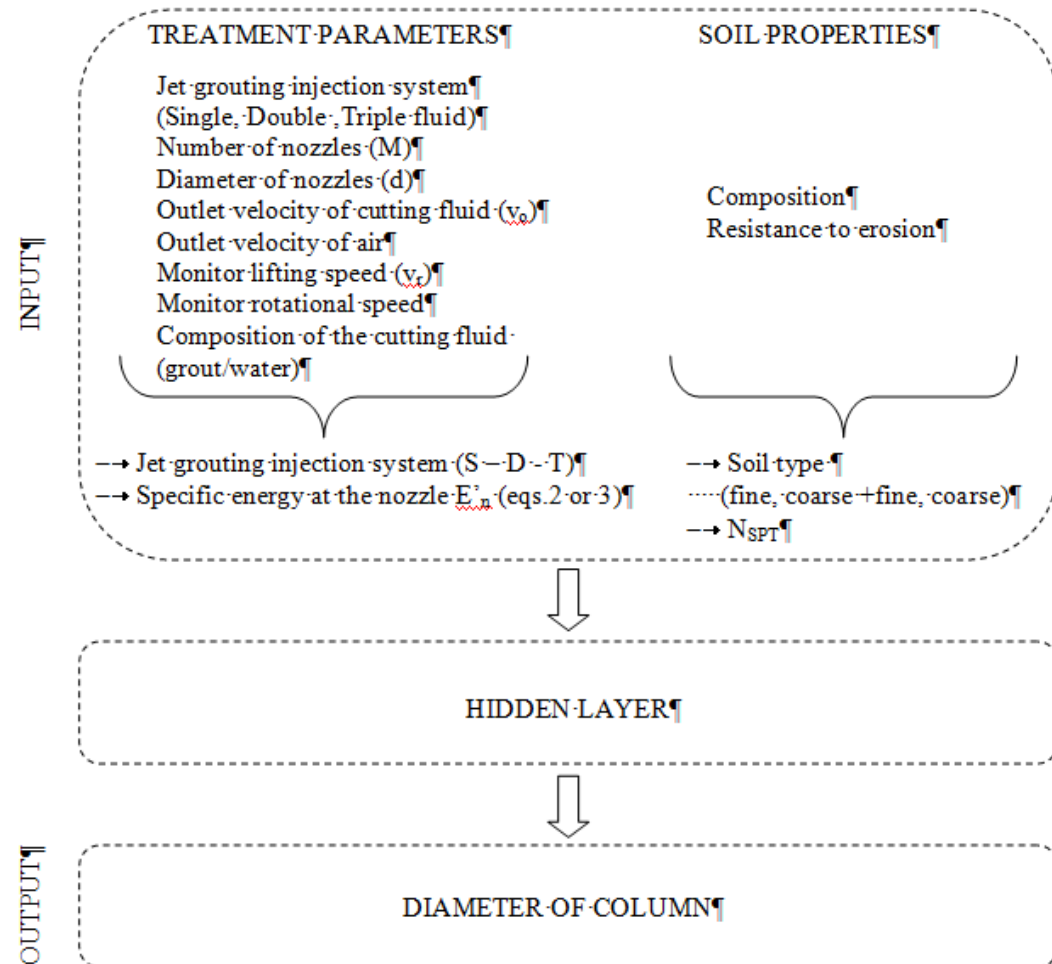 TREATMENT·PARAMETERS¶
SOIL·PROPERTIES¶
Jet·grouting·injection·system¶
(Single,·Double·,Triple·fluid)¶
Number·of·nozzles·(M)¶
Diameter·of·nozzles·(d)¶
Outlet·velocity·of·cutting·fluid·(vₒ)¶
Outlet·velocity·of·air¶
Monitor·lifting·speed·(vᵣ)¶
Monitor·rotational·speed¶
Composition·of·the·cutting·fluid·
(grout/water)¶
Composition¶
Resistance·to·erosion¶
INPUT¶
--→·Jet·grouting·injection·system·(S·–·D·-·T)¶
--→·Specific·energy·at·the·nozzle·E'ₙ·(eqs.2·or·3)¶
--→·Soil·type·¶
·····(fine,·coarse·+fine,·coarse)¶
--→·N_SPT¶
HIDDEN·LAYER¶
OUTPUT¶
DIAMETER·OF·COLUMN¶